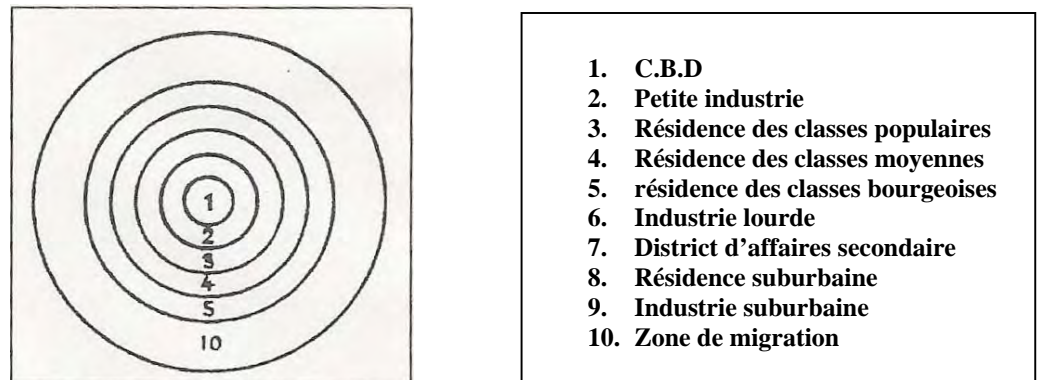 1
2
3
4
5
10
1. C.B.D
2. Petite industrie
3. Résidence des classes populaires
4. Résidence des classes moyennes
5. résidence des classes bourgeoises
6. Industrie lourde
7. District d'affaires secondaire
8. Résidence suburbaine
9. Industrie suburbaine
10. Zone de migration